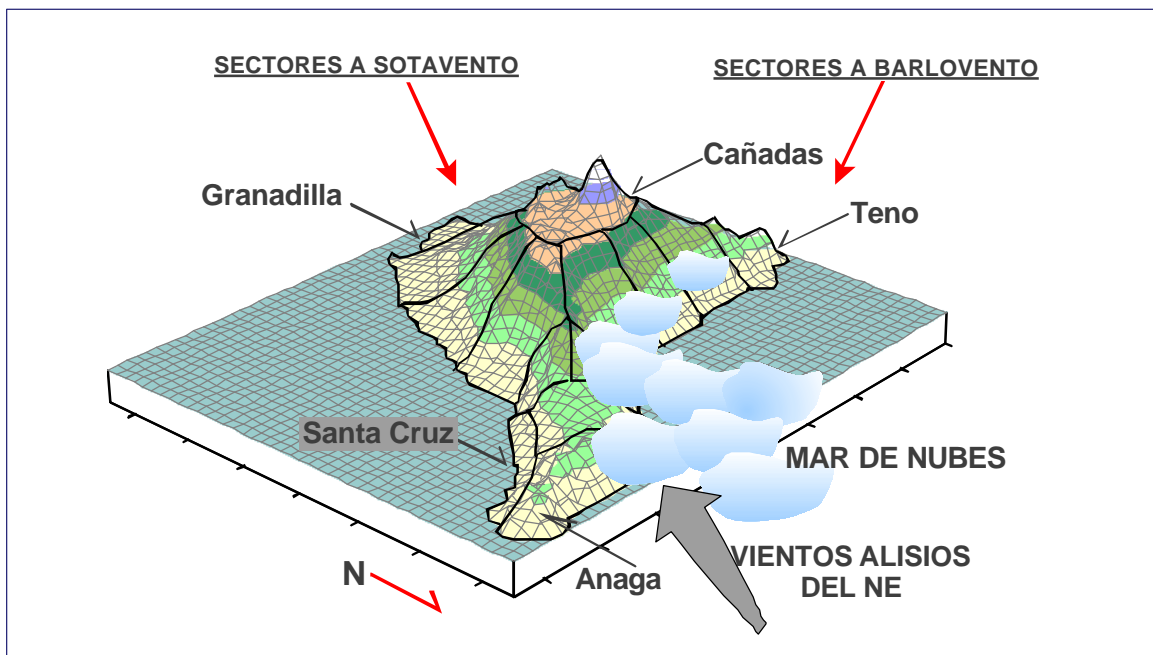 SECTORES A SOTAVENTO
SECTORES A BARLOVENTO
Cañadas
Granadilla
Teno
Santa Cruz
MAR DE NUBES
VIENTOS ALISIOS
DEL NE
Anaga
N